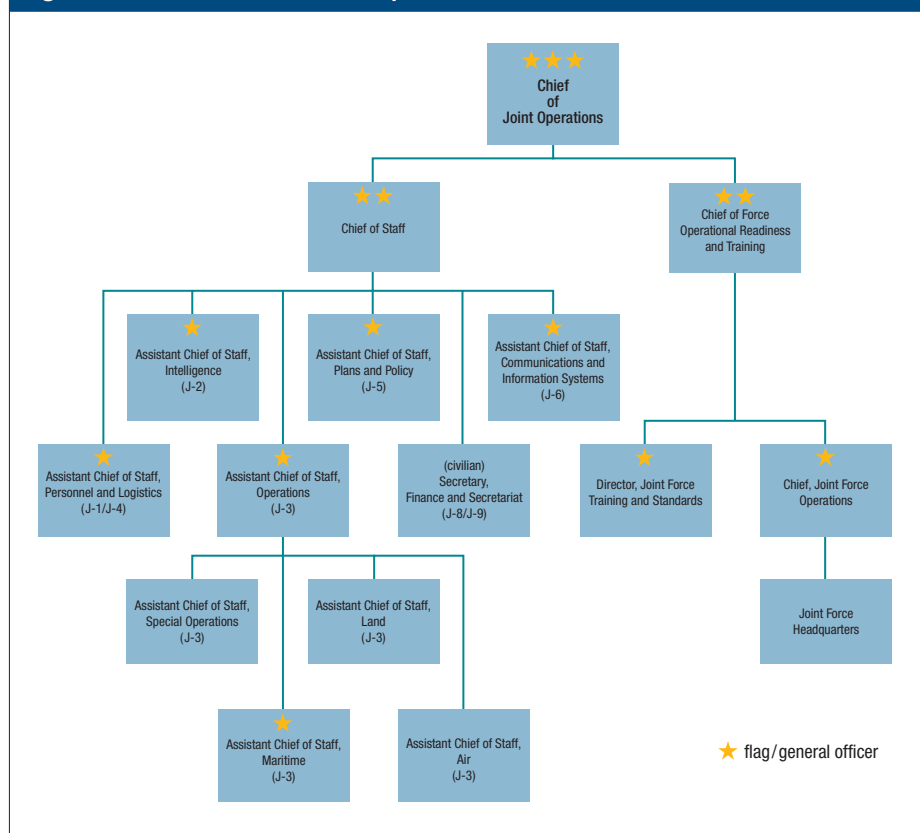 Chief
of
Joint Operations
Chief of Staff
Chief of Force
Operational Readiness
and Training
Assistant Chief of Staff,
Intelligence
(J-2)
Assistant Chief of Staff,
Plans and Policy
(J-5)
Assistant Chief of Staff,
Communications and
Information Systems
(J-6)
Assistant Chief of Staff,
Personnel and Logistics
(J-1/J-4)
Assistant Chief of Staff,
Operations
(J-3)
(civilian)
Secretary,
Finance and Secretariat
(J-8/J-9)
Director, Joint Force
Training and Standards
Chief, Joint Force
Operations
Assistant Chief of Staff,
Special Operations
(J-3)
Assistant Chief of Staff,
Land
(J-3)
Joint Force
Headquarters
Assistant Chief of Staff,
Maritime
(J-3)
Assistant Chief of Staff,
Air
(J-3)
flag/general officer